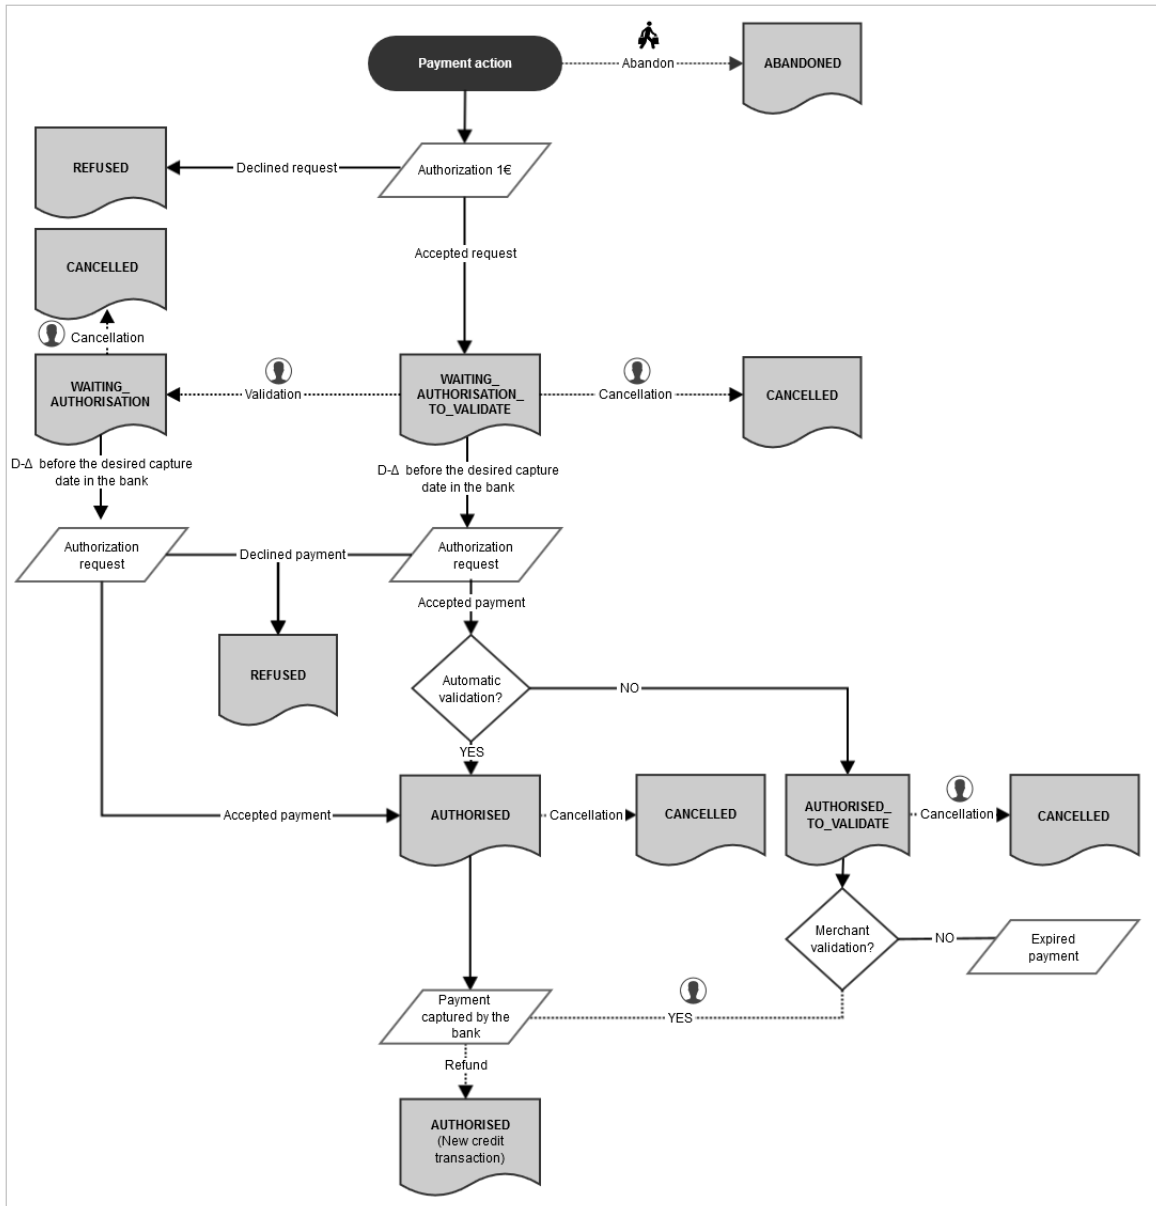 Payment action
Abandon
ABANDONED
REFUSED
Declined request
Authorization 1€
Accepted request
CANCELLED
Cancellation
WAITING_
AUTHORISATION
Validation
WAITING_
AUTHORISATION_
TO_VALIDATE
Cancellation
CANCELLED
D-Δ before the desired capture
date in the bank
D-Δ before the desired capture
date in the bank
Authorization
request
Declined payment
Authorization
request
Accepted payment
REFUSED
Automatic
validation?
NO
YES
Accepted payment
AUTHORISED
Cancellation
CANCELLED
AUTHORISED_
TO_VALIDATE
Cancellation
CANCELLED
Merchant
validation?
NO
Expired
payment
Payment
captured by the
bank
YES
Refund
AUTHORISED
(New credit
transaction)